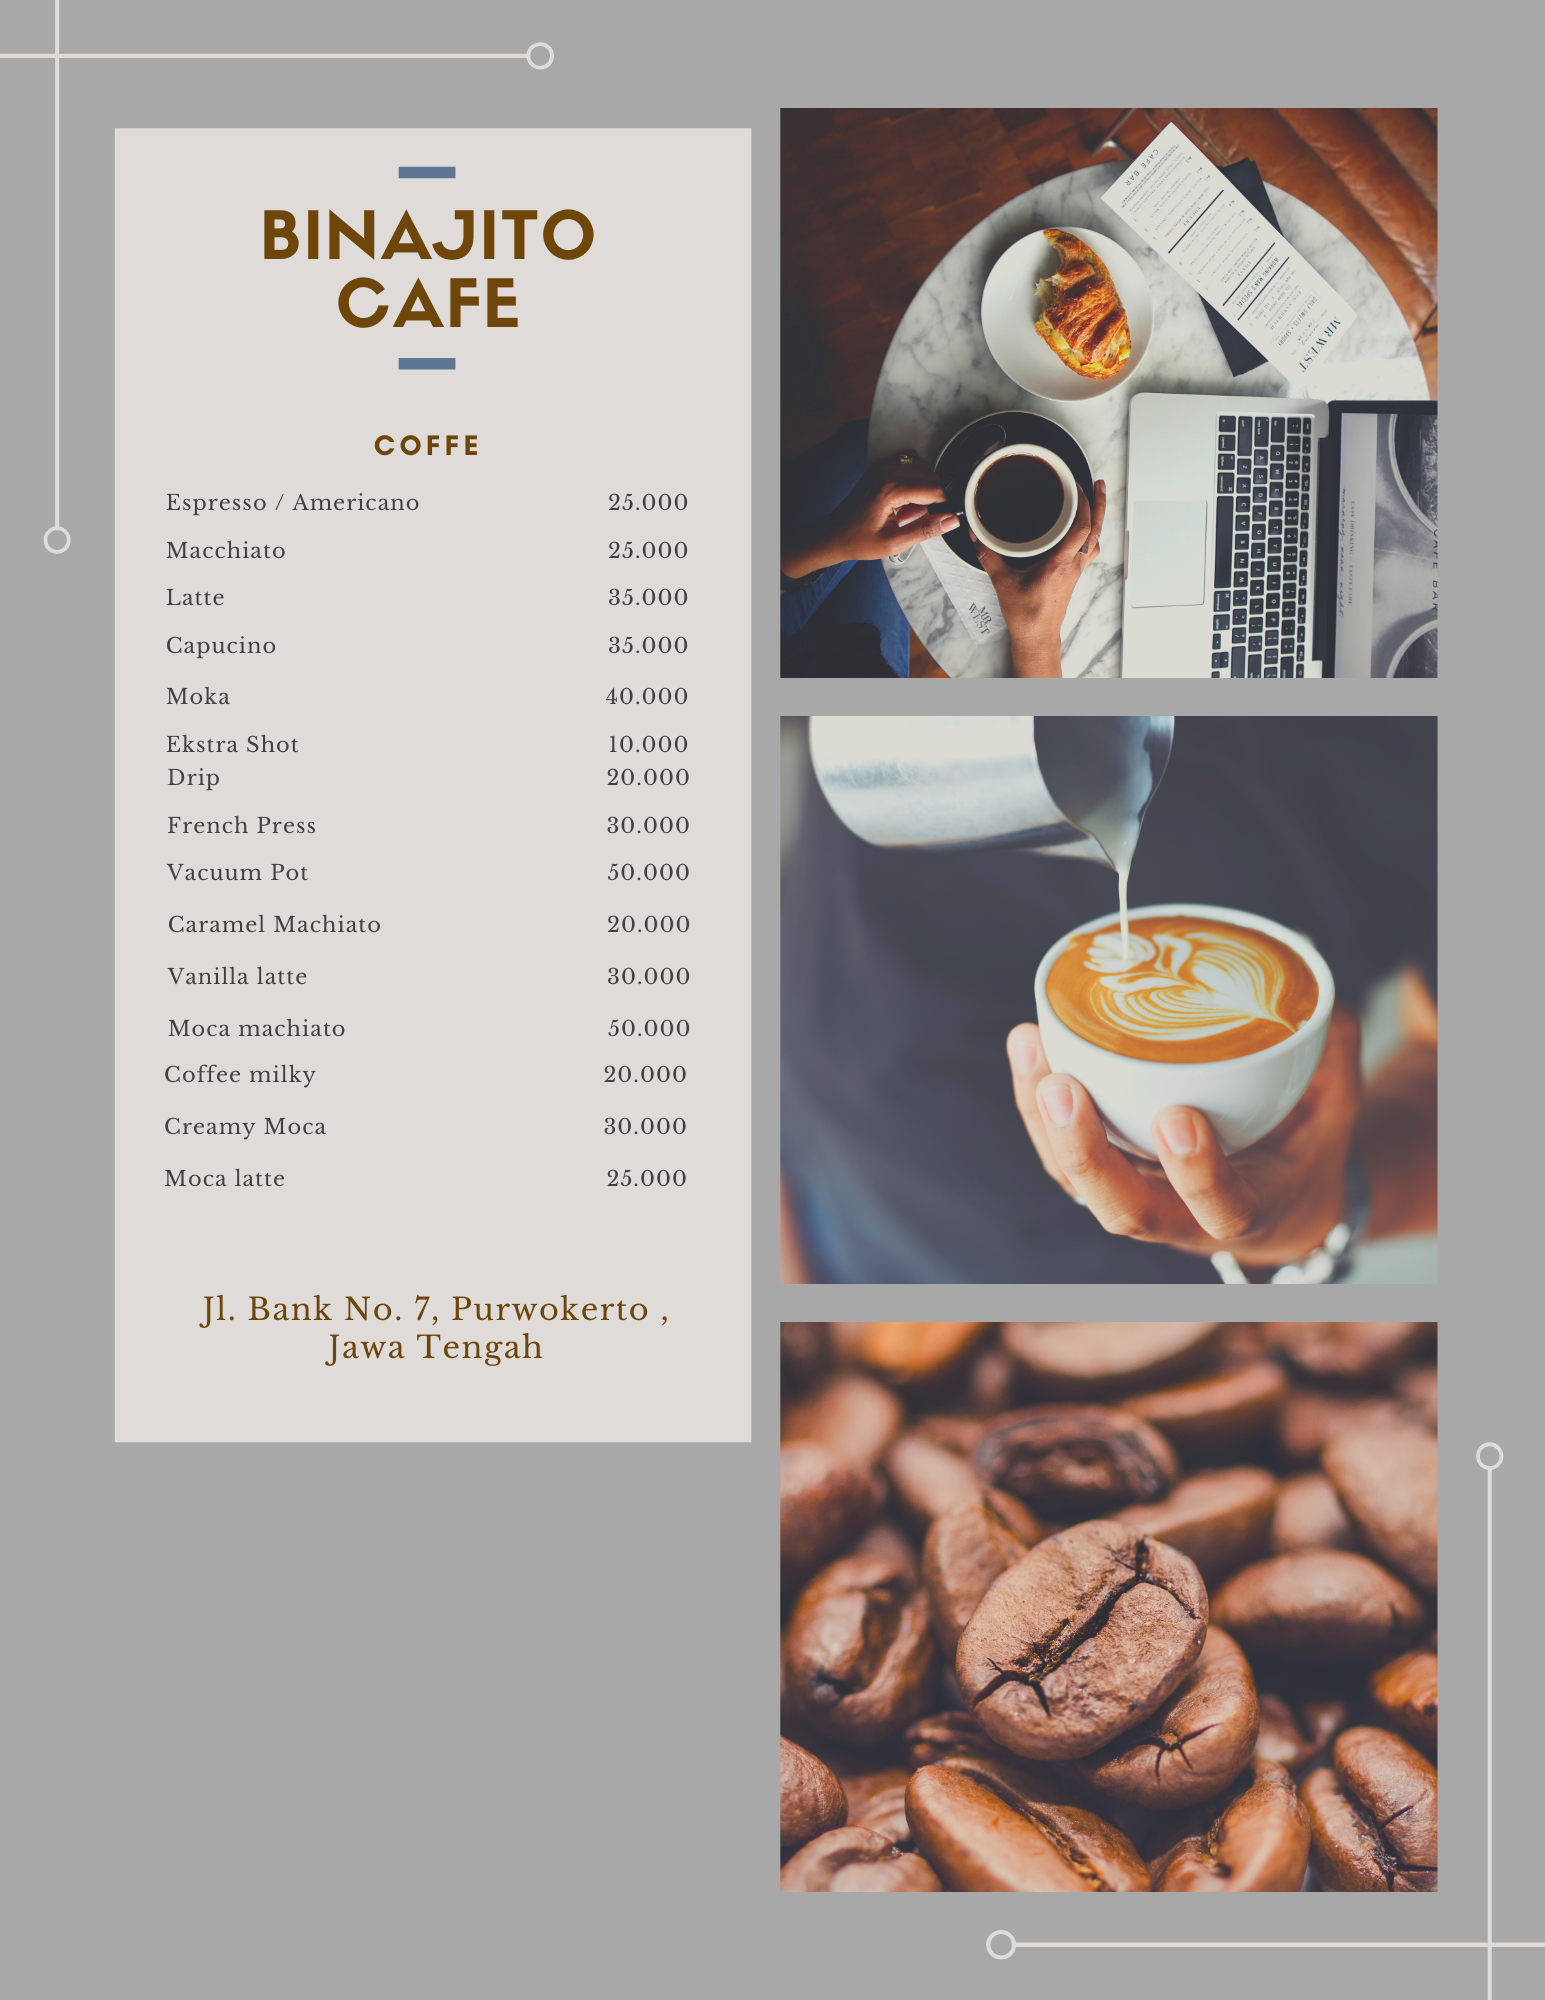 BINAJITO
CAFE
COFFE
Espresso / Americano 25.000
Macchiato 25.000
Latte 35.000
Capucino 35.000
Moka 40.000
Ekstra Shot 10.000
Drip 20.000
French Press 30.000
Vacuum Pot 50.000
Caramel Machiato 20.000
Vanilla latte 30.000
Moca machiato 50.000
Coffee milky 20.000
Creamy Moca 30.000
Moca latte 25.000
Jl. Bank No. 7, Purwokerto ,
Jawa Tengah
CAFE BAR
MR WEST
MR
WEST
CAFE BAR